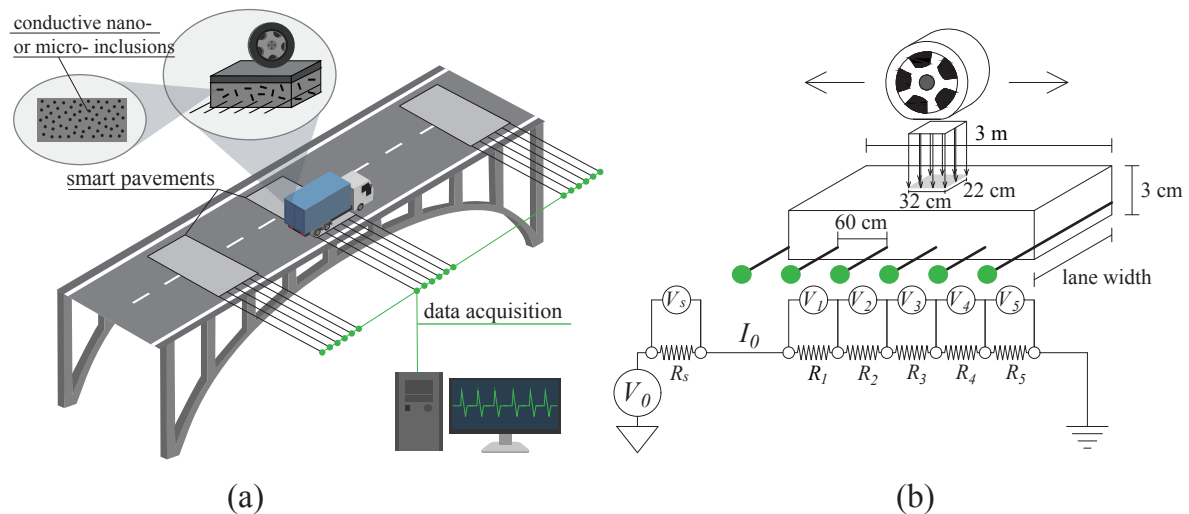 conductive nano-
or micro- inclusions
smart pavements
data acquisition
(a)
3 m
22 cm
32 cm
3 cm
60 cm
lane width
V_s
V_1
V_2
V_3
V_4
V_5
I_0
R_s
R_1
R_2
R_3
R_4
R_5
V_0
(b)